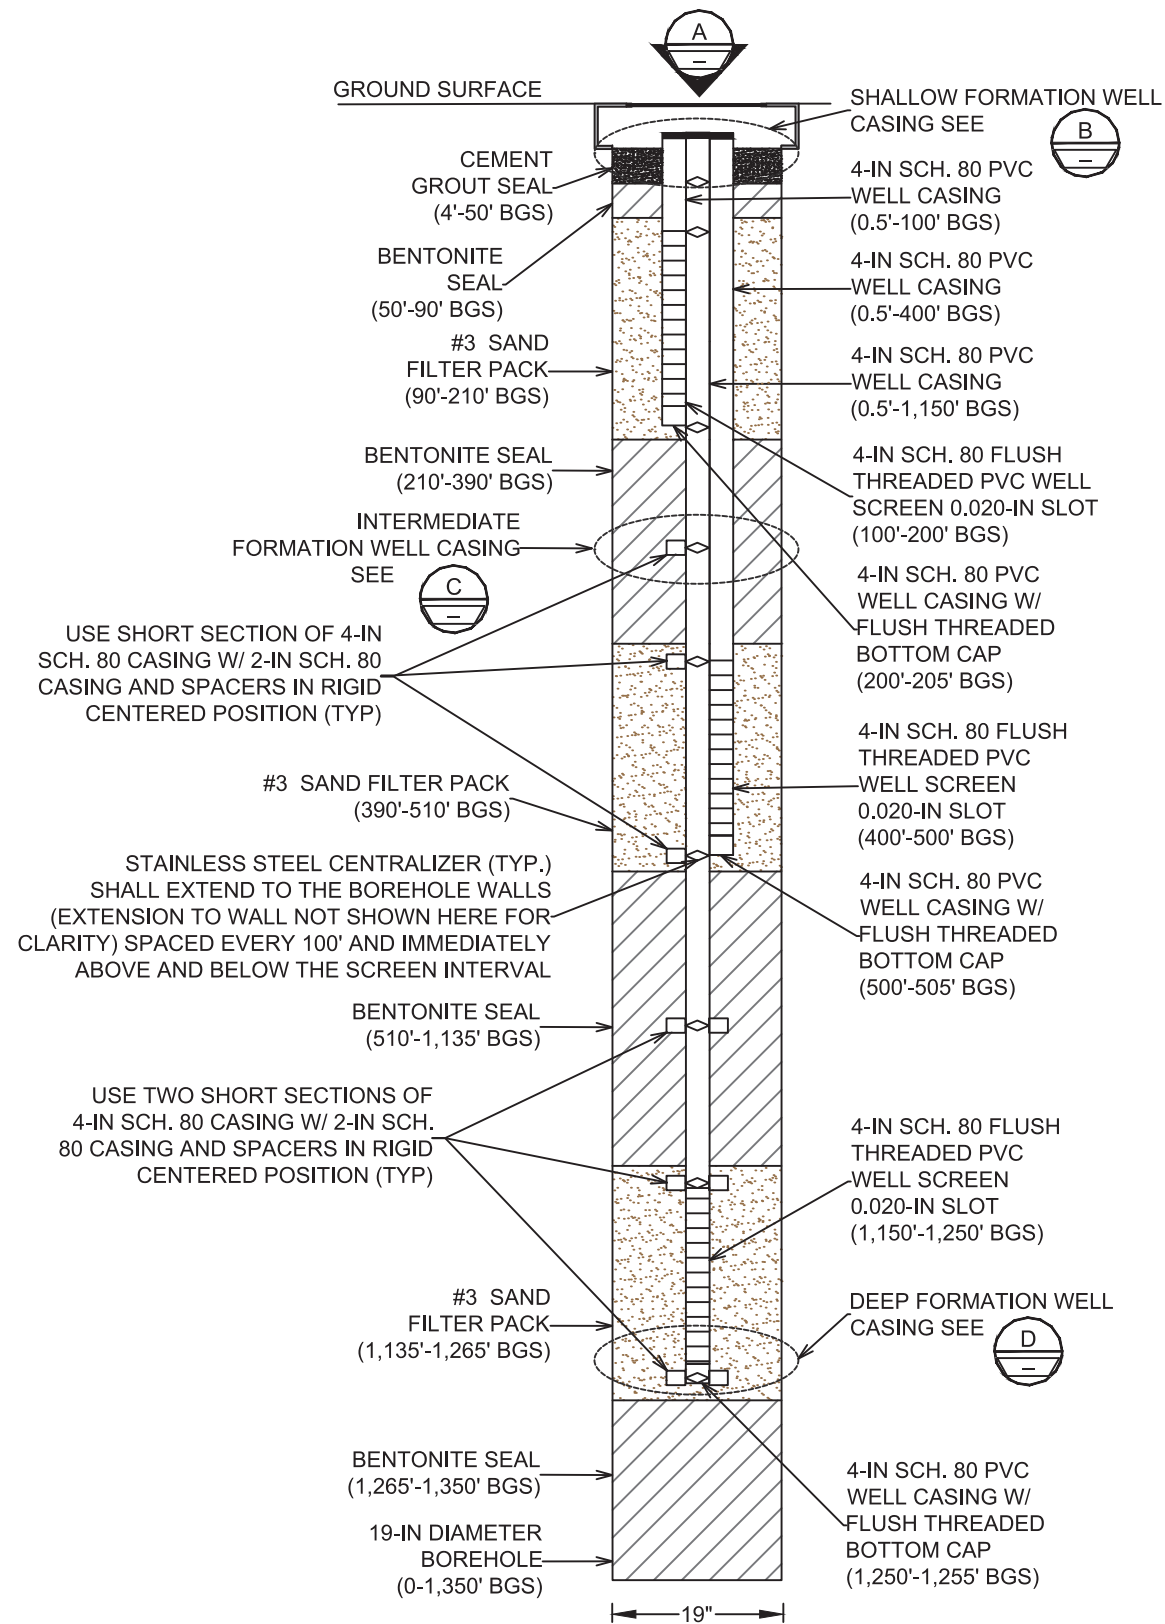 A
–
GROUND SURFACE
SHALLOW FORMATION WELL
CASING SEE
B
–
CEMENT
GROUT SEAL
(4'-50' BGS)
4-IN SCH. 80 PVC
WELL CASING
(0.5'-100' BGS)
BENTONITE
SEAL
(50'-90' BGS)
4-IN SCH. 80 PVC
WELL CASING
(0.5'-400' BGS)
#3 SAND
FILTER PACK
(90'-210' BGS)
4-IN SCH. 80 PVC
WELL CASING
(0.5'-1,150' BGS)
BENTONITE SEAL
(210'-390' BGS)
4-IN SCH. 80 FLUSH
THREADED PVC WELL
SCREEN 0.020-IN SLOT
(100'-200' BGS)
INTERMEDIATE
FORMATION WELL CASING
SEE
C
–
4-IN SCH. 80 PVC
WELL CASING W/
FLUSH THREADED
BOTTOM CAP
(200'-205' BGS)
USE SHORT SECTION OF 4-IN
SCH. 80 CASING W/ 2-IN SCH. 80
CASING AND SPACERS IN RIGID
CENTERED POSITION (TYP)
4-IN SCH. 80 FLUSH
THREADED PVC
WELL SCREEN
0.020-IN SLOT
(400'-500' BGS)
#3 SAND FILTER PACK
(390'-510' BGS)
STAINLESS STEEL CENTRALIZER (TYP.)
SHALL EXTEND TO THE BOREHOLE WALLS
(EXTENSION TO WALL NOT SHOWN HERE FOR
CLARITY) SPACED EVERY 100' AND IMMEDIATELY
ABOVE AND BELOW THE SCREEN INTERVAL
4-IN SCH. 80 PVC
WELL CASING W/
FLUSH THREADED
BOTTOM CAP
(500'-505' BGS)
BENTONITE SEAL
(510'-1,135' BGS)
USE TWO SHORT SECTIONS OF
4-IN SCH. 80 CASING W/ 2-IN SCH.
80 CASING AND SPACERS IN RIGID
CENTERED POSITION (TYP)
4-IN SCH. 80 FLUSH
THREADED PVC
WELL SCREEN
0.020-IN SLOT
(1,150'-1,250' BGS)
#3 SAND
FILTER PACK
(1,135'-1,265' BGS)
DEEP FORMATION WELL
CASING SEE
D
–
BENTONITE SEAL
(1,265'-1,350' BGS)
4-IN SCH. 80 PVC
WELL CASING W/
FLUSH THREADED
BOTTOM CAP
(1,250'-1,255' BGS)
19-IN DIAMETER
BOREHOLE
(0-1,350' BGS)
19"